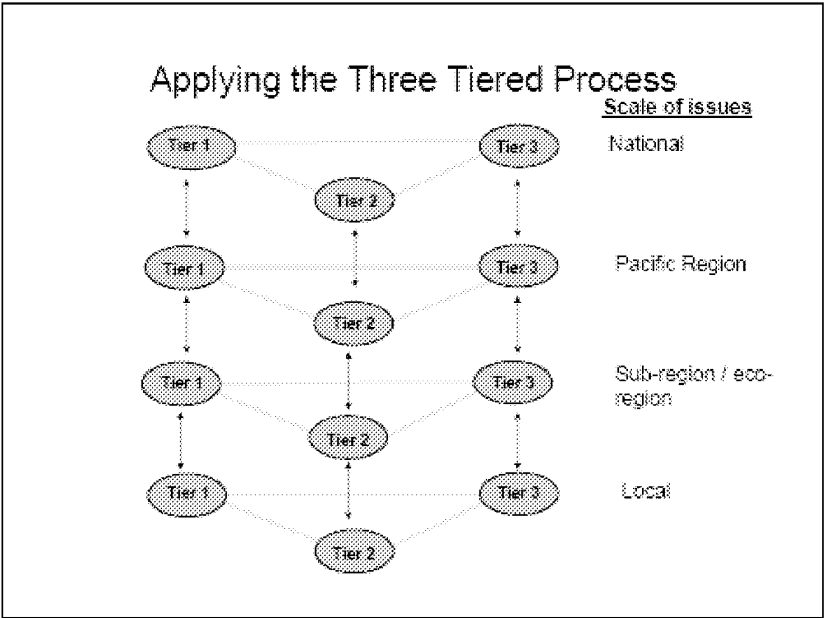 Applying the Three Tiered Process
Scale of issues
Tier 1
Tier 3
National
Tier 2
Tier 1
Tier 3
Pacific Region
Tier 2
Tier 1
Tier 3
Sub-region / eco-
region
Tier 2
Tier 1
Tier 3
Local
Tier 2